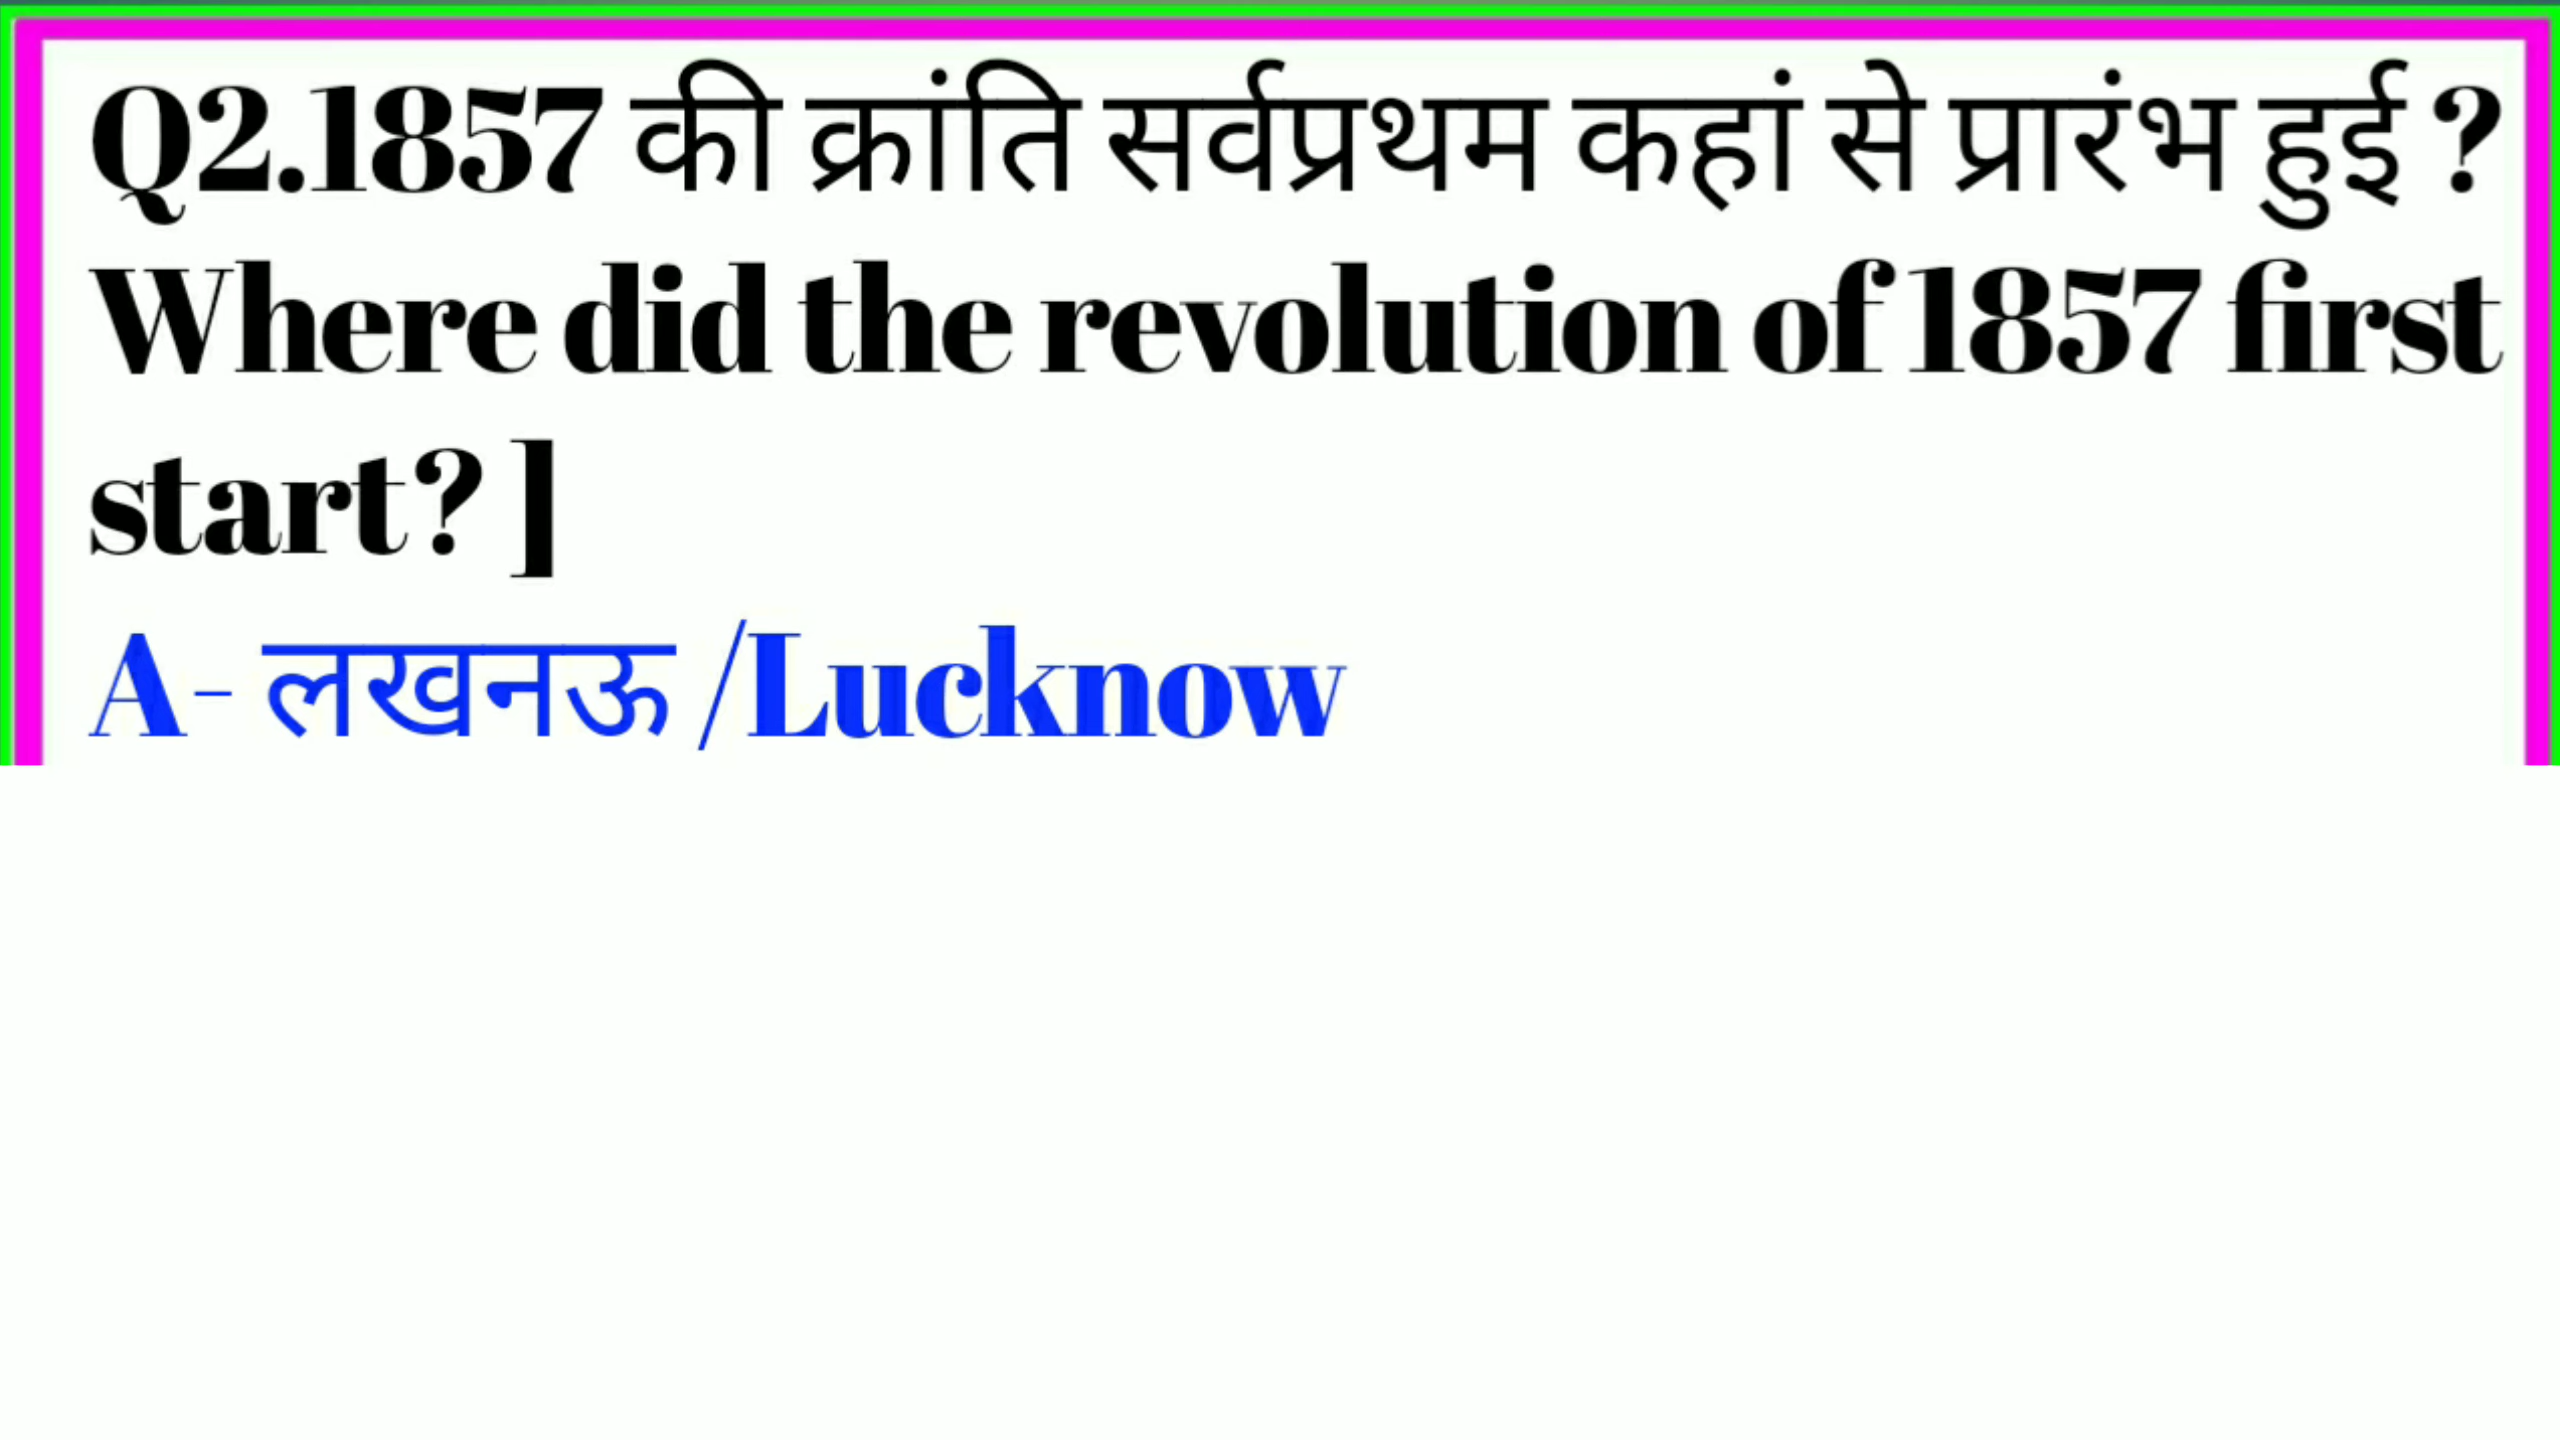 Q2.1857 की क्रांति सर्वप्रथम कहां से प्रारंभ हुई ?
Where did the revolution of 1857 first
start? ]
A- लखनऊ /Lucknow